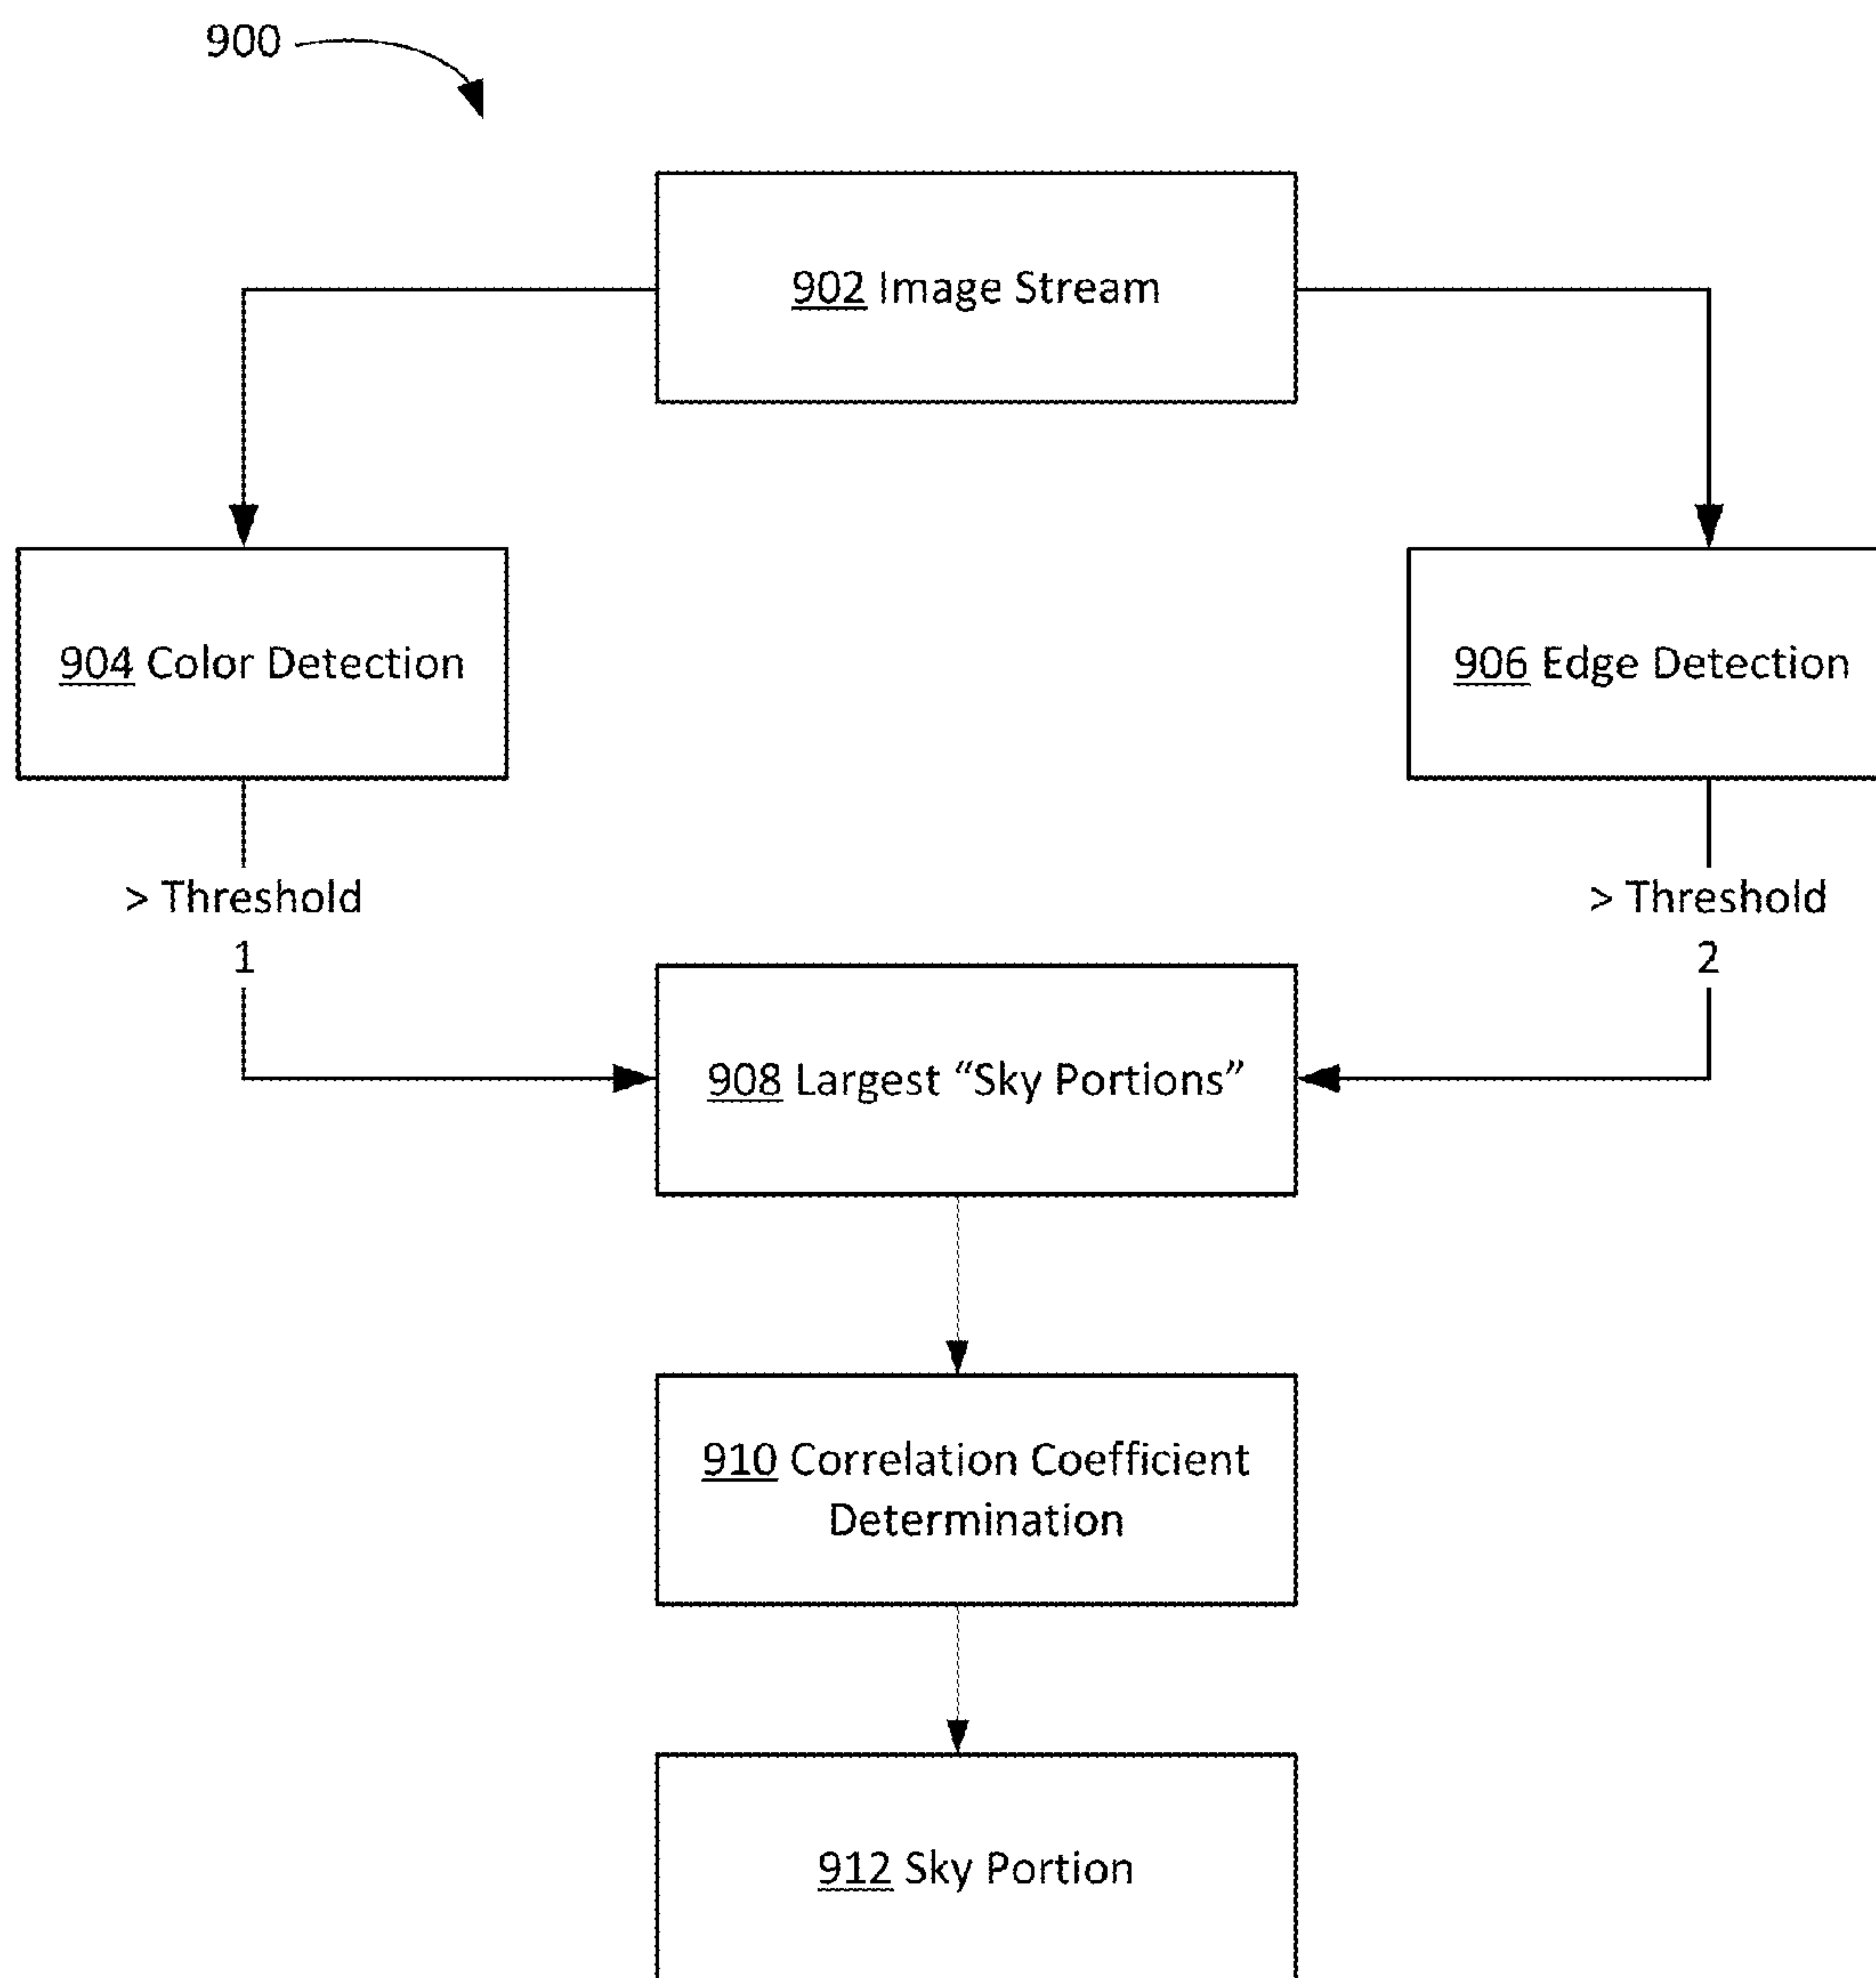 900
902 Image Stream
904 Color Detection
906 Edge Detection
> Threshold
1
> Threshold
2
908 Largest “Sky Portions”
910 Correlation Coefficient
Determination
912 Sky Portion